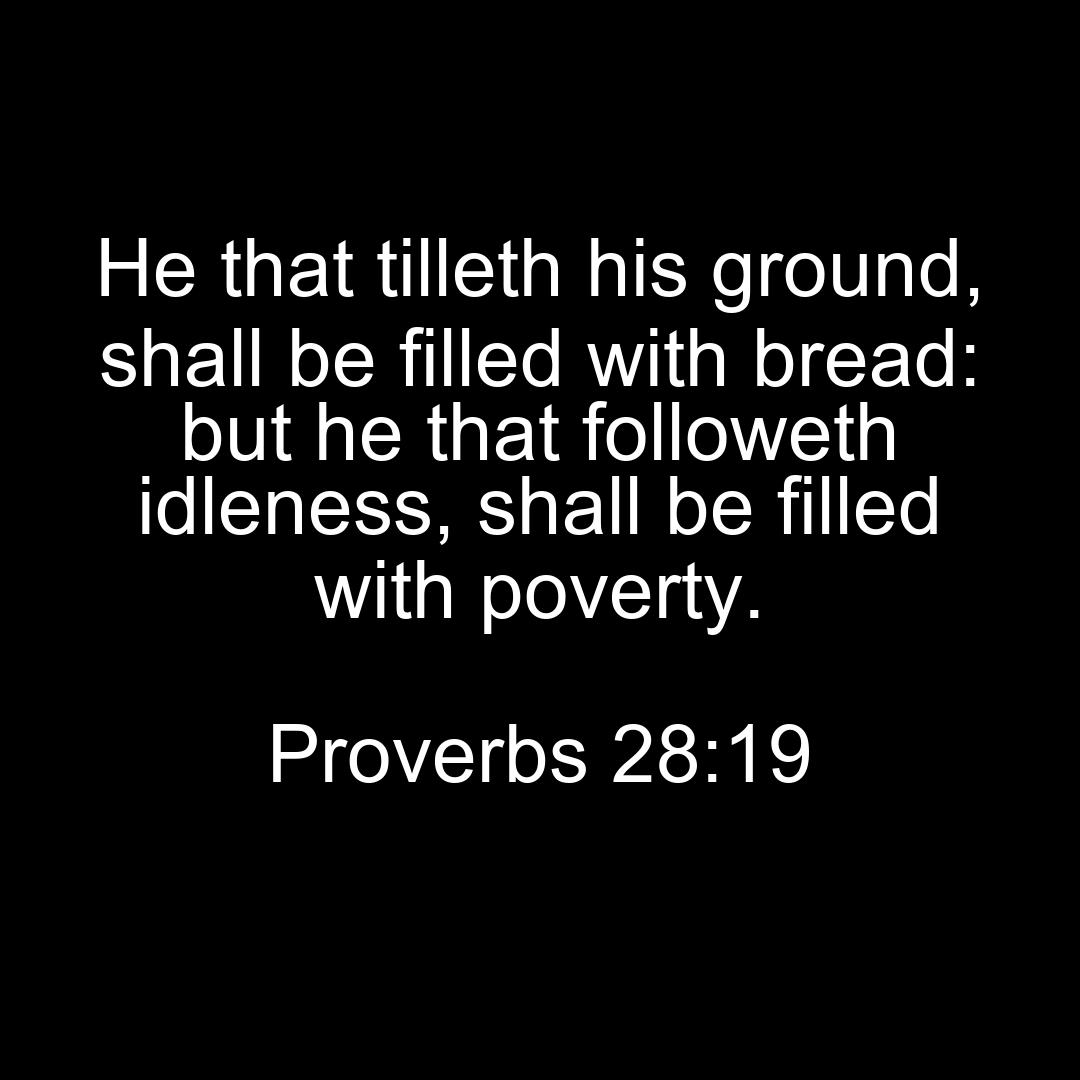 He that tilleth his ground,
shall be filled with bread:
but he that followeth
idleness, shall be filled
with poverty.
Proverbs 28:19